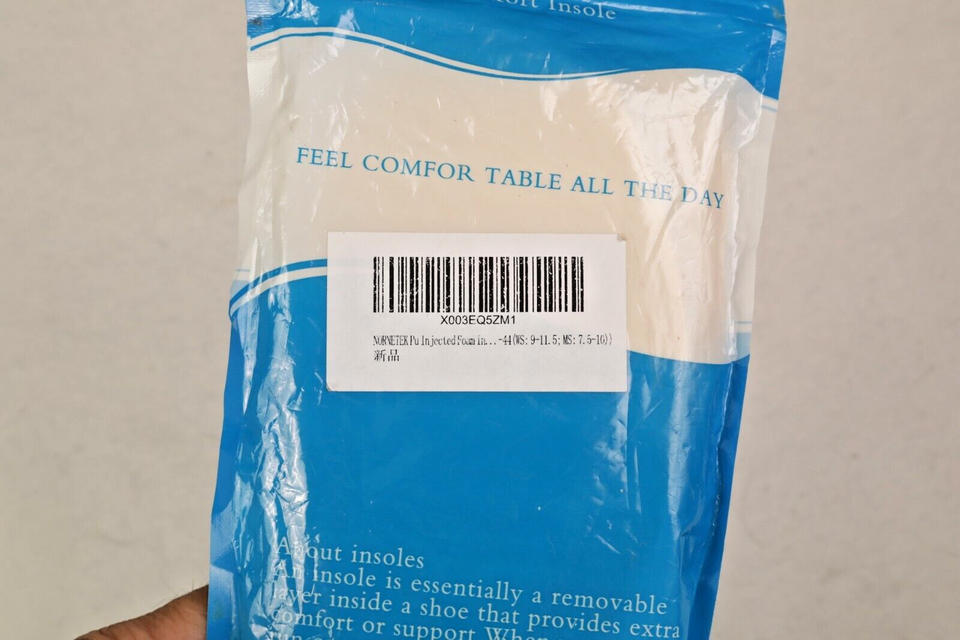 Insole
FEEL COMFOR TABLE ALL THE DAY
X003EQ5ZM1
NORNETEK Pu Injected Foam In...-44(WS: 9-11.5; MS: 7.5-10))
新品
About insoles
An insole is essentially a removable
layer inside a shoe that provides extra
comfort or support When